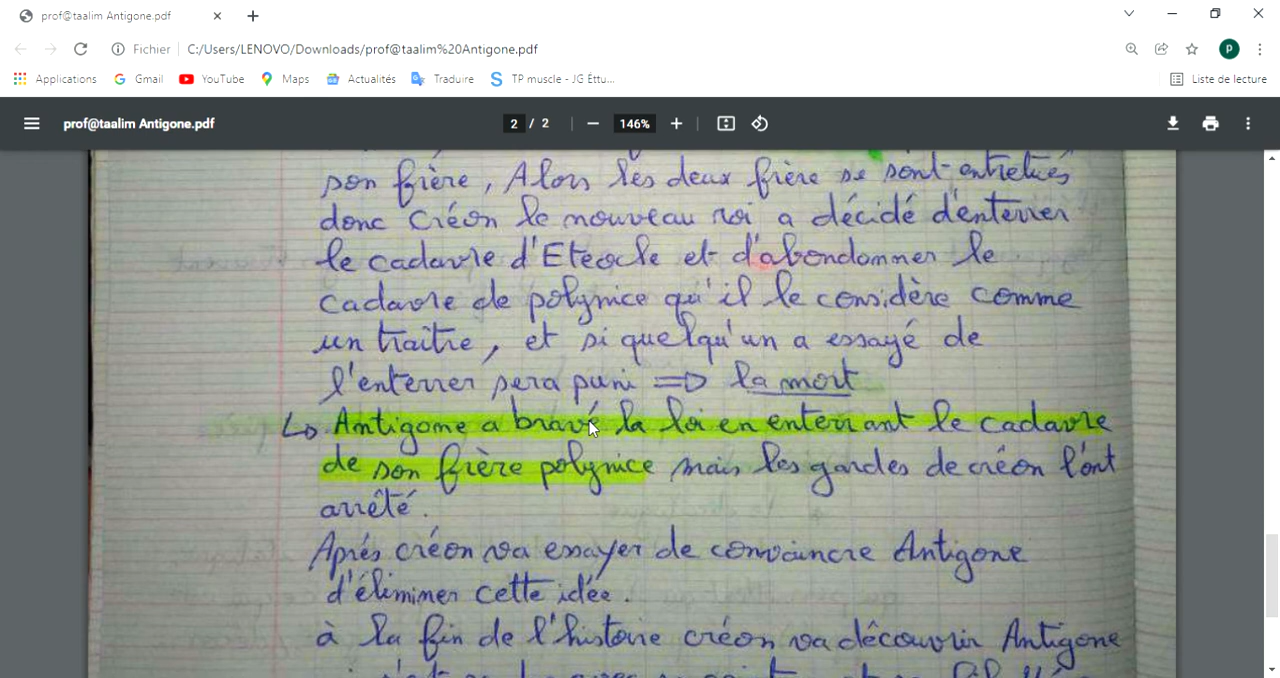 prof@taalim Antigone.pdf
Fichier
C:/Users/LENOVO/Downloads/prof@taalim%20Antigone.pdf
P
Applications
Gmail
YouTube
Maps
Actualités
Traduire
TP muscle - JG Éttu...
Liste de lecture
prof@taalim Antigone.pdf
2 / 2
146%
son frère, Alors les deux frère se sont entretués
donc Créon le nouveau roi a décidé d'enterrer
le cadavre d'Eteocle et d'abondommer le
cadavre de polynice qu'il le considère comme
un traître, et si quelqu'un a essayé de
l'enterrer sera puni => la mort
↳ Antigome a bravé la loi en enterrant le cadavre
de son frère polynice mais les gardes de créon l'ont
arrêté.
Aprés créon va essayer de convaincre Antigone
d'éliminer cette idée.
à la fin de l'histoire créon va découvrir Antigone